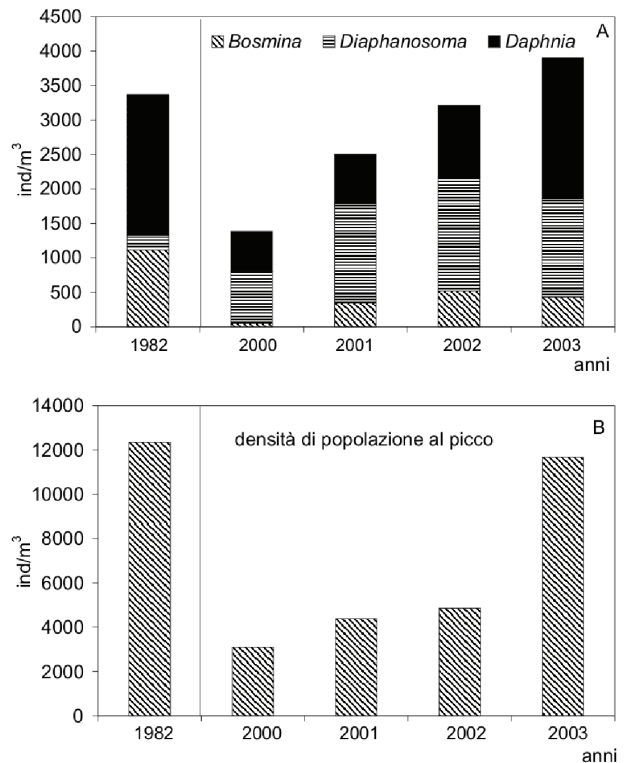 4500
4000
3500
3000
2500
2000
1500
1000
500
0
ind/m³
Bosmina Diaphanosoma Daphnia
A
1982 2000 2001 2002 2003
anni
14000
12000
10000
8000
6000
4000
2000
0
ind/m³
B
densità di popolazione al picco
1982 2000 2001 2002 2003
anni